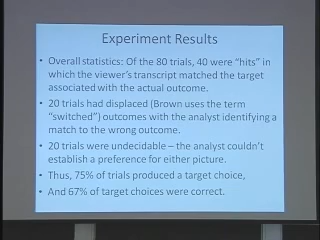 Experiment Results
• Overall statistics: Of the 80 trials, 40 were “hits” in
which the viewer’s transcript matched the target
associated with the actual outcome.
• 20 trials had displaced (Brown uses the term
“switched”) outcomes with the analyst identifying a
match to the wrong outcome.
• 20 trials were undecidable – the analyst couldn’t
establish a preference for either picture.
• Thus, 75% of trials produced a target choice,
• And 67% of target choices were correct.